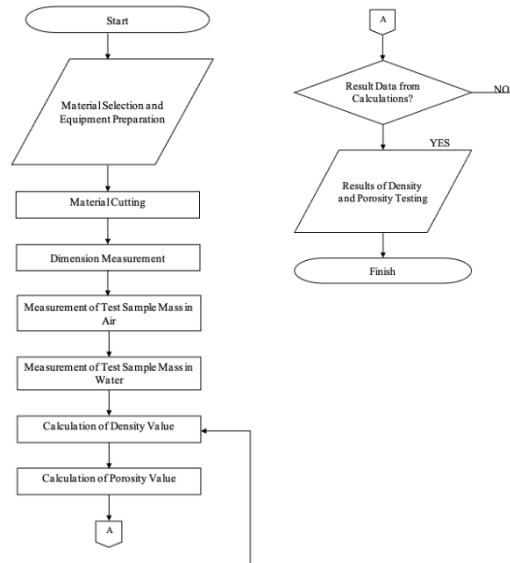 Start
Material Selection and
Equipment Preparation
Material Cutting
Dimension Measurement
Measurement of Test Sample Mass in
Air
Measurement of Test Sample Mass in
Water
Calculation of Density Value
Calculation of Porosity Value
A
A
Result Data from
Calculations?
NO
YES
Results of Density
and Porosity Testing
Finish